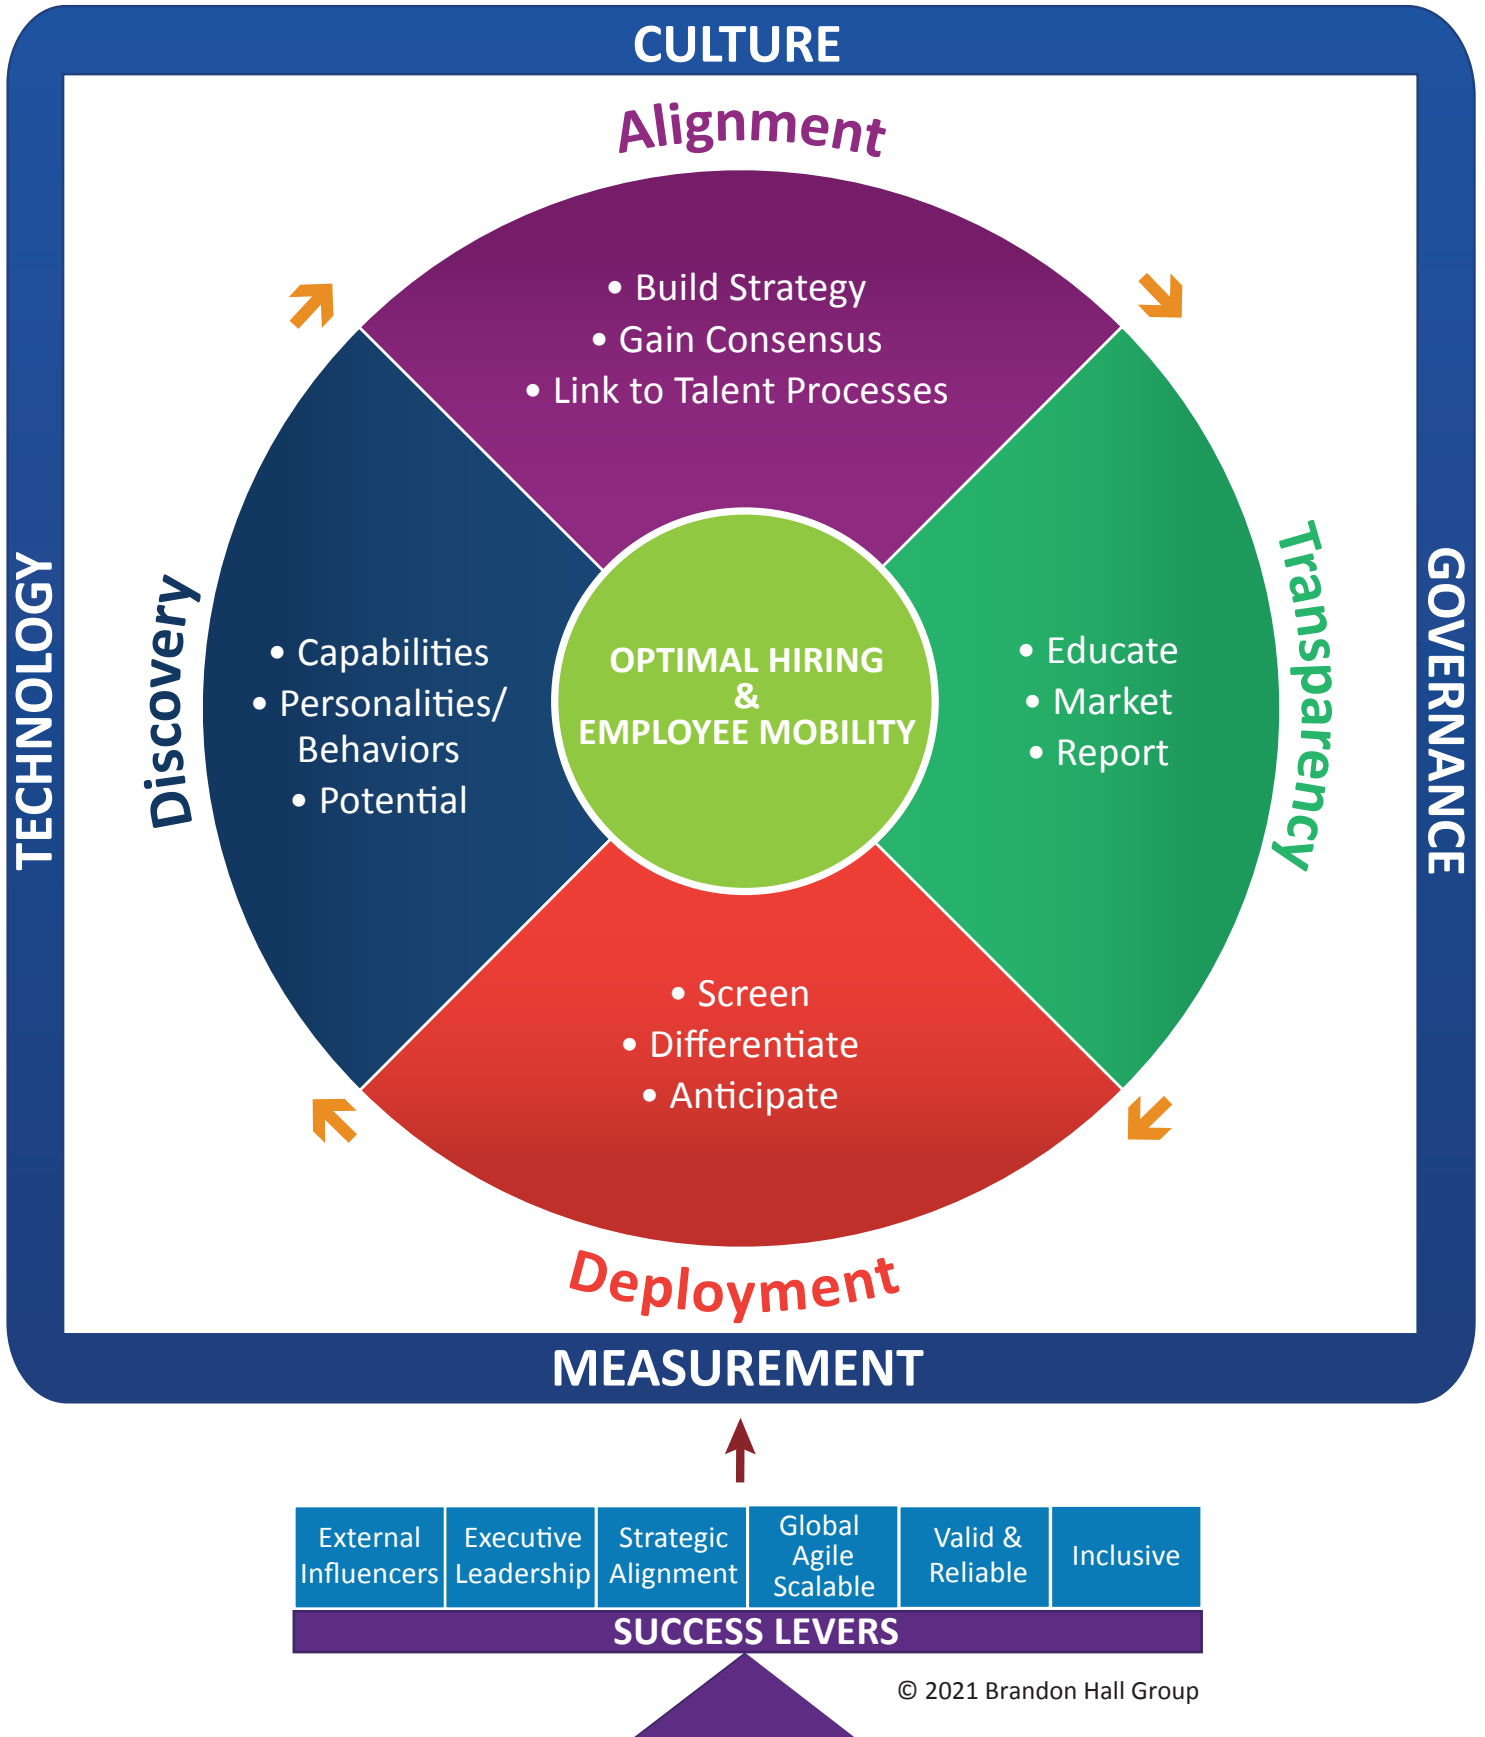 CULTURE
Alignment
• Build Strategy
• Gain Consensus
• Link to Talent Processes
TECHNOLOGY
Discovery
• Capabilities
• Personalities/
Behaviors
• Potential
OPTIMAL HIRING
&
EMPLOYEE MOBILITY
• Educate
• Market
• Report
Transparency
GOVERNANCE
• Screen
• Differentiate
• Anticipate
Deployment
MEASUREMENT
External
Influencers
Executive
Leadership
Strategic
Alignment
Global
Agile
Scalable
Valid &
Reliable
Inclusive
SUCCESS LEVERS
© 2021 Brandon Hall Group